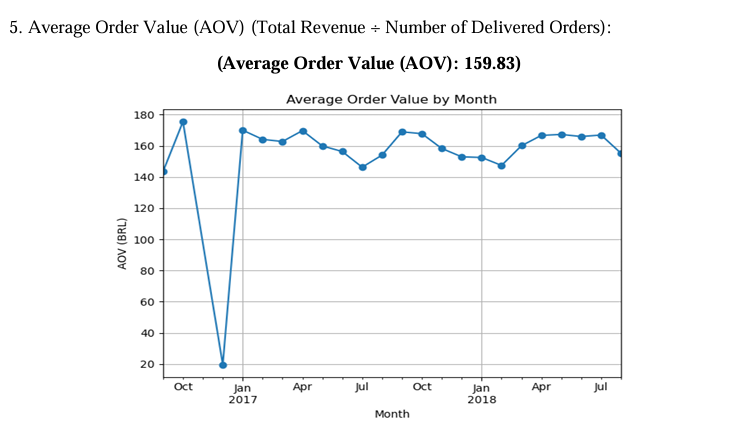 5. Average Order Value (AOV) (Total Revenue ÷ Number of Delivered Orders):
(Average Order Value (AOV): 159.83)
Average Order Value by Month
180
160
140
120
100
80
60
40
20
AOV (BRL)
Oct
Jan
2017
Apr
Jul
Oct
Jan
2018
Apr
Jul
Month